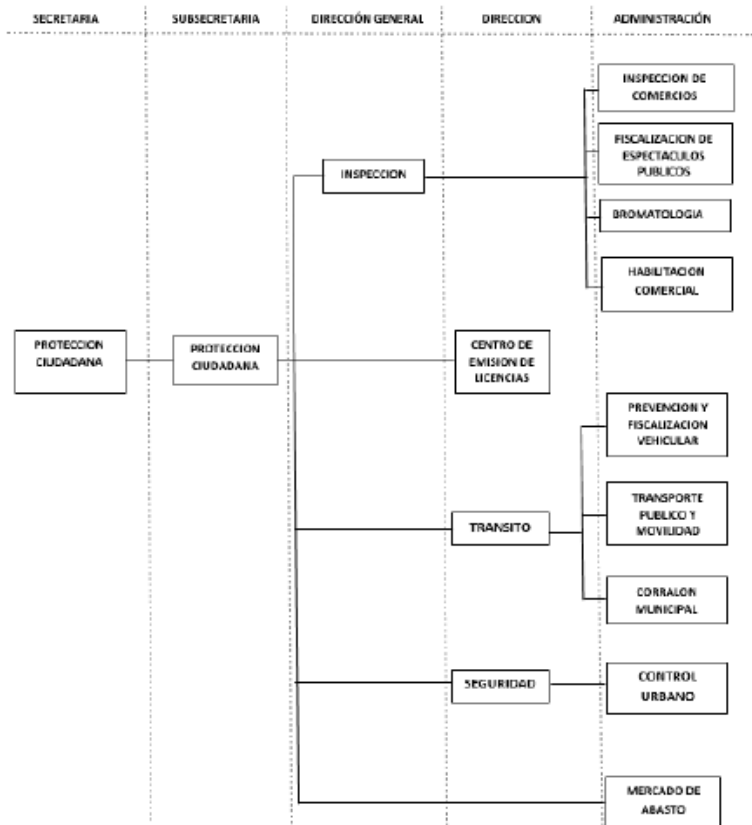 SECRETARIA
SUBSECRETARIA
DIRECCIÓN GENERAL
DIRECCION
ADMINISTRACIÓN
INSPECCION DE
COMERCIOS
FISCALIZACION DE
ESPECTACULOS
PUBLICOS
INSPECCION
BROMATOLOGIA
HABILITACION
COMERCIAL
PROTECCION
CIUDADANA
PROTECCION
CIUDADANA
CENTRO DE
EMISION DE
LICENCIAS
PREVENCION Y
FISCALIZACION
VEHICULAR
TRANSITO
TRANSPORTE
PUBLICO Y
MOVILIDAD
CORRALON
MUNICIPAL
SEGURIDAD
CONTROL
URBANO
MERCADO DE
ABASTO